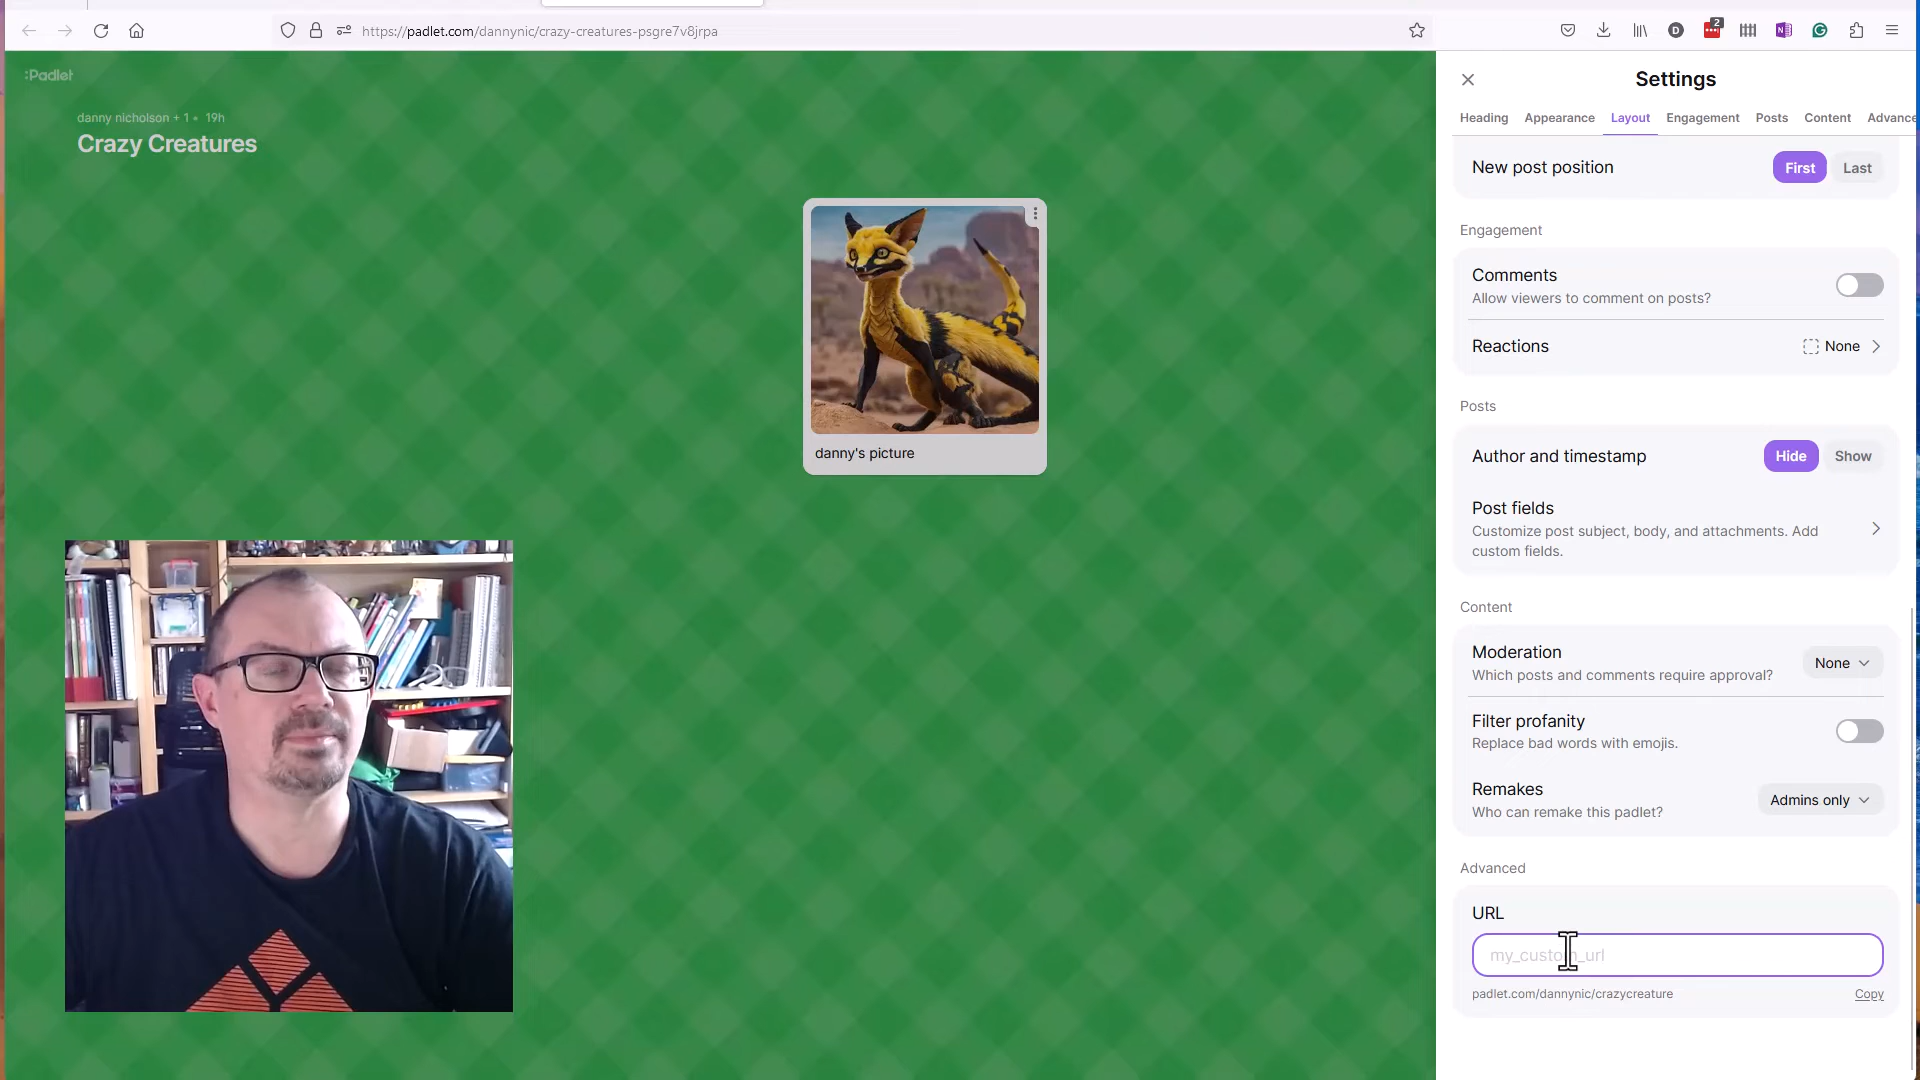 https://padlet.com/dannynic/crazy-creatures-psgre7v8jrpa
D
2
N
:Padlet
danny nicholson + 1 • 19h
Crazy Creatures
danny's picture
Settings
Heading Appearance Layout Engagement Posts Content Advance
New post position First Last
Engagement
Comments
Allow viewers to comment on posts?
Reactions None
Posts
Author and timestamp Hide Show
Post fields
Customize post subject, body, and attachments. Add
custom fields.
Content
Moderation None
Which posts and comments require approval?
Filter profanity
Replace bad words with emojis.
Remakes Admins only
Who can remake this padlet?
Advanced
URL
my_custom_url
padlet.com/dannynic/crazycreature Copy